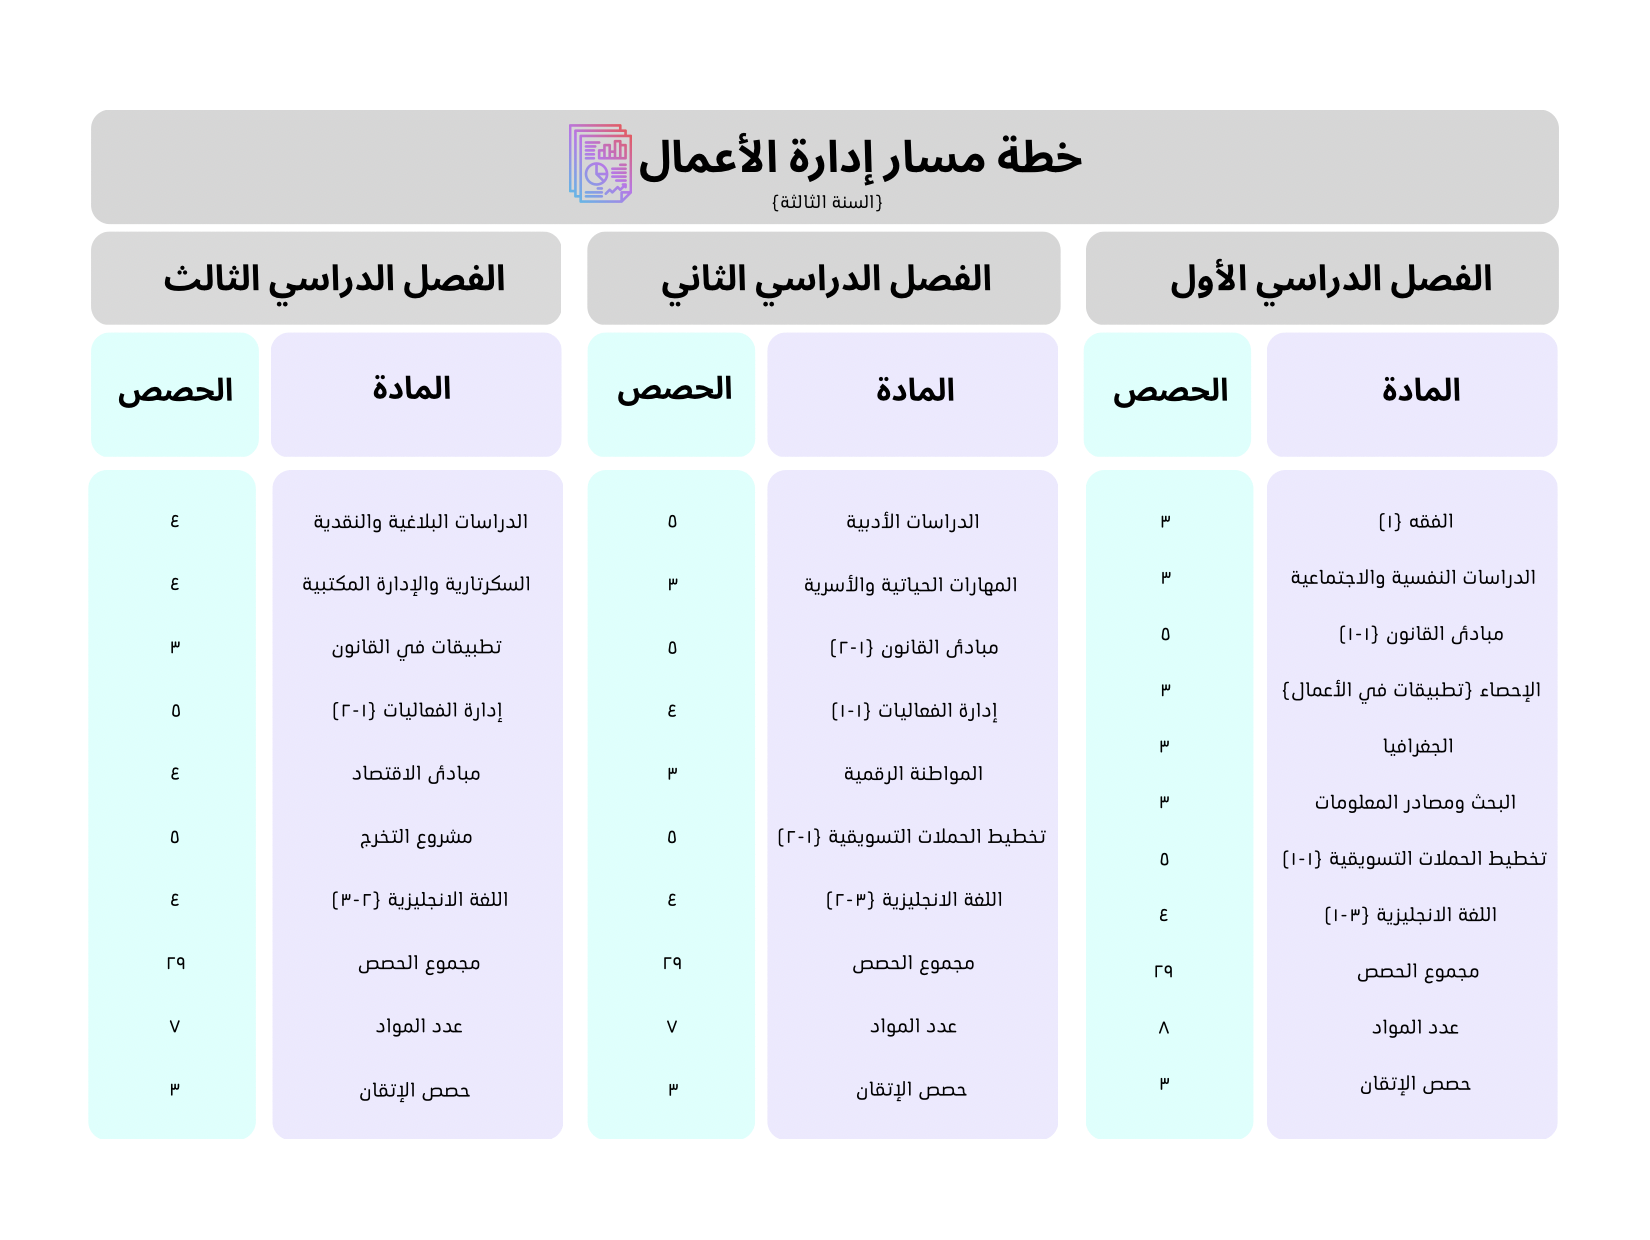 خطة مسار إدارة الأعمال
{السنة الثالثة}
الفصل الدراسي الأول
المادة الحصص
الفقه {١} ٣
الدراسات النفسية والاجتماعية ٣
مبادئ القانون {١-١} ٥
الإحصاء {تطبيقات في الأعمال} ٣
الجغرافيا ٣
البحث ومصادر المعلومات ٣
تخطيط الحملات التسويقية {١-١} ٥
اللغة الانجليزية {٣-١} ٤
مجموع الحصص ٢٩
عدد المواد ٨
حصص الإتقان ٣
الفصل الدراسي الثاني
المادة الحصص
الدراسات الأدبية ٥
المهارات الحياتية والأسرية ٣
مبادئ القانون {١-٢} ٥
إدارة الفعاليات {١-١} ٤
المواطنة الرقمية ٣
تخطيط الحملات التسويقية {١-٢} ٥
اللغة الانجليزية {٣-٢} ٤
مجموع الحصص ٢٩
عدد المواد ٧
حصص الإتقان ٣
الفصل الدراسي الثالث
المادة الحصص
الدراسات البلاغية والنقدية ٤
السكرتارية والإدارة المكتبية ٤
تطبيقات في القانون ٣
إدارة الفعاليات {١-٢} ٥
مبادئ الاقتصاد ٤
مشروع التخرج ٥
اللغة الانجليزية {٢-٣} ٤
مجموع الحصص ٢٩
عدد المواد ٧
حصص الإتقان ٣